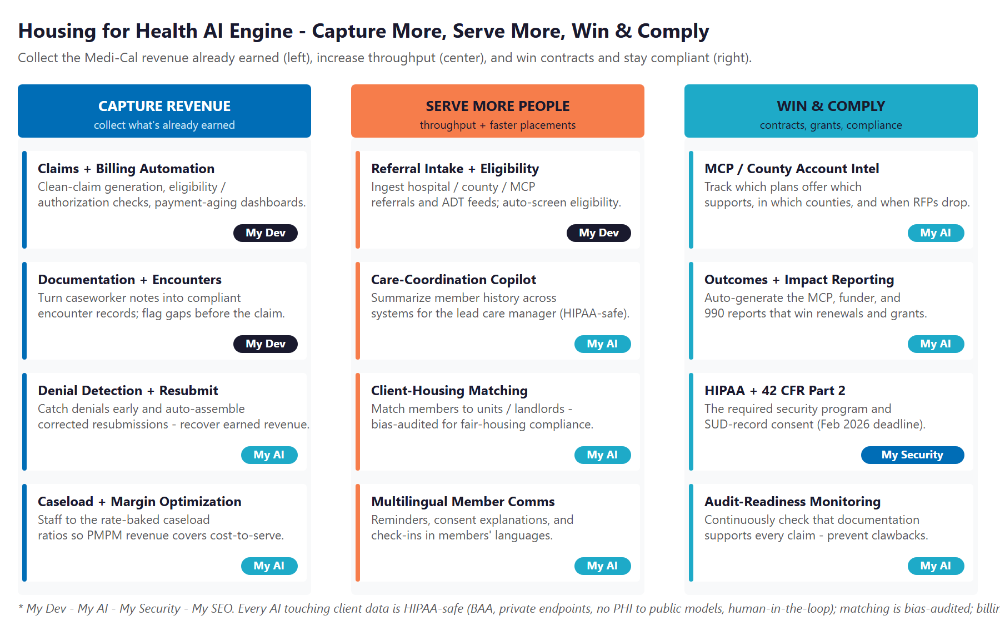 Housing for Health AI Engine - Capture More, Serve More, Win & Comply
Collect the Medi-Cal revenue already earned (left), increase throughput (center), and win contracts and stay compliant (right).
CAPTURE REVENUE
collect what's already earned
Claims + Billing Automation
Clean-claim generation, eligibility /
authorization checks, payment-aging dashboards.
My Dev
Documentation + Encounters
Turn caseworker notes into compliant
encounter records; flag gaps before the claim.
My Dev
Denial Detection + Resubmit
Catch denials early and auto-assemble
corrected resubmissions - recover earned revenue.
My AI
Caseload + Margin Optimization
Staff to the rate-baked caseload
ratios so PMPM revenue covers cost-to-serve.
My AI
SERVE MORE PEOPLE
throughput + faster placements
Referral Intake + Eligibility
Ingest hospital / county / MCP
referrals and ADT feeds; auto-screen eligibility.
My Dev
Care-Coordination Copilot
Summarize member history across
systems for the lead care manager (HIPAA-safe).
My AI
Client-Housing Matching
Match members to units / landlords -
bias-audited for fair-housing compliance.
My AI
Multilingual Member Comms
Reminders, consent explanations, and
check-ins in members' languages.
My AI
WIN & COMPLY
contracts, grants, compliance
MCP / County Account Intel
Track which plans offer which
supports, in which counties, and when RFPs drop.
My AI
Outcomes + Impact Reporting
Auto-generate the MCP, funder, and
990 reports that win renewals and grants.
My AI
HIPAA + 42 CFR Part 2
The required security program and
SUD-record consent (Feb 2026 deadline).
My Security
Audit-Readiness Monitoring
Continuously check that documentation
supports every claim - prevent clawbacks.
My AI
* My Dev - My AI - My Security - My SEO. Every AI touching client data is HIPAA-safe (BAA, private endpoints, no PHI to public models, human-in-the-loop); matching is bias-audited;